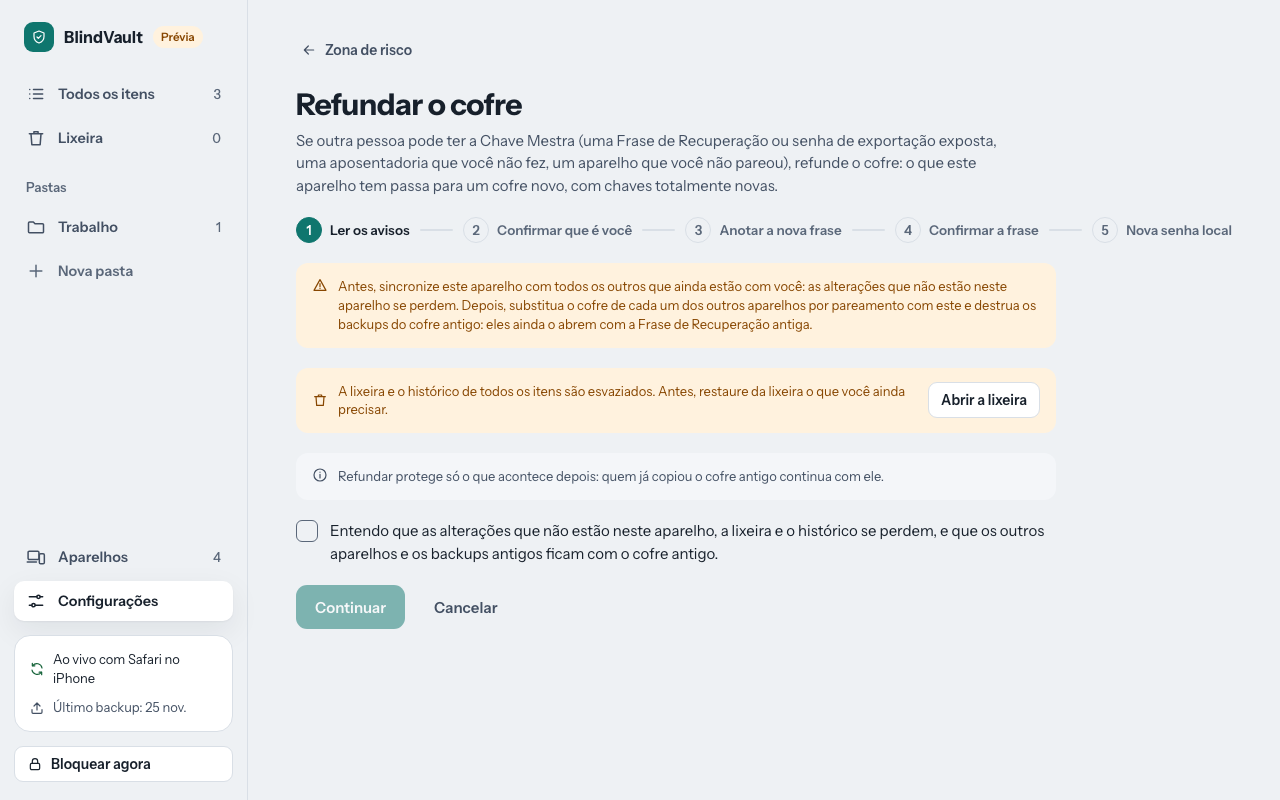 BlindVault
Prévia
Todos os itens
3
Lixeira
0
Pastas
Trabalho
1
Nova pasta
Aparelhos
4
Configurações
Ao vivo com Safari no
iPhone
Último backup: 25 nov.
Bloquear agora
Zona de risco
Refundar o cofre
Se outra pessoa pode ter a Chave Mestra (uma Frase de Recuperação ou senha de exportação exposta,
uma aposentadoria que você não fez, um aparelho que você não pareou), refunde o cofre: o que este
aparelho tem passa para um cofre novo, com chaves totalmente novas.
1 Ler os avisos
2 Confirmar que é você
3 Anotar a nova frase
4 Confirmar a frase
5 Nova senha local
Antes, sincronize este aparelho com todos os outros que ainda estão com você: as alterações que não estão neste
aparelho se perdem. Depois, substitua o cofre de cada um dos outros aparelhos por pareamento com este e destrua os
backups do cofre antigo: eles ainda o abrem com a Frase de Recuperação antiga.
A lixeira e o histórico de todos os itens são esvaziados. Antes, restaure da lixeira o que você ainda
precisar.
Abrir a lixeira
Refundar protege só o que acontece depois: quem já copiou o cofre antigo continua com ele.
Entendo que as alterações que não estão neste aparelho, a lixeira e o histórico se perdem, e que os outros
aparelhos e os backups antigos ficam com o cofre antigo.
Continuar
Cancelar